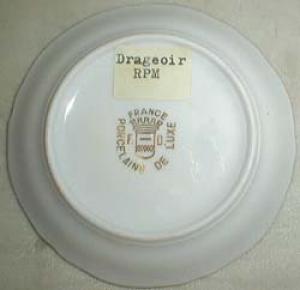 Drageoir
RPM
FRANCE
F D
PORCELAINE DE LUXE